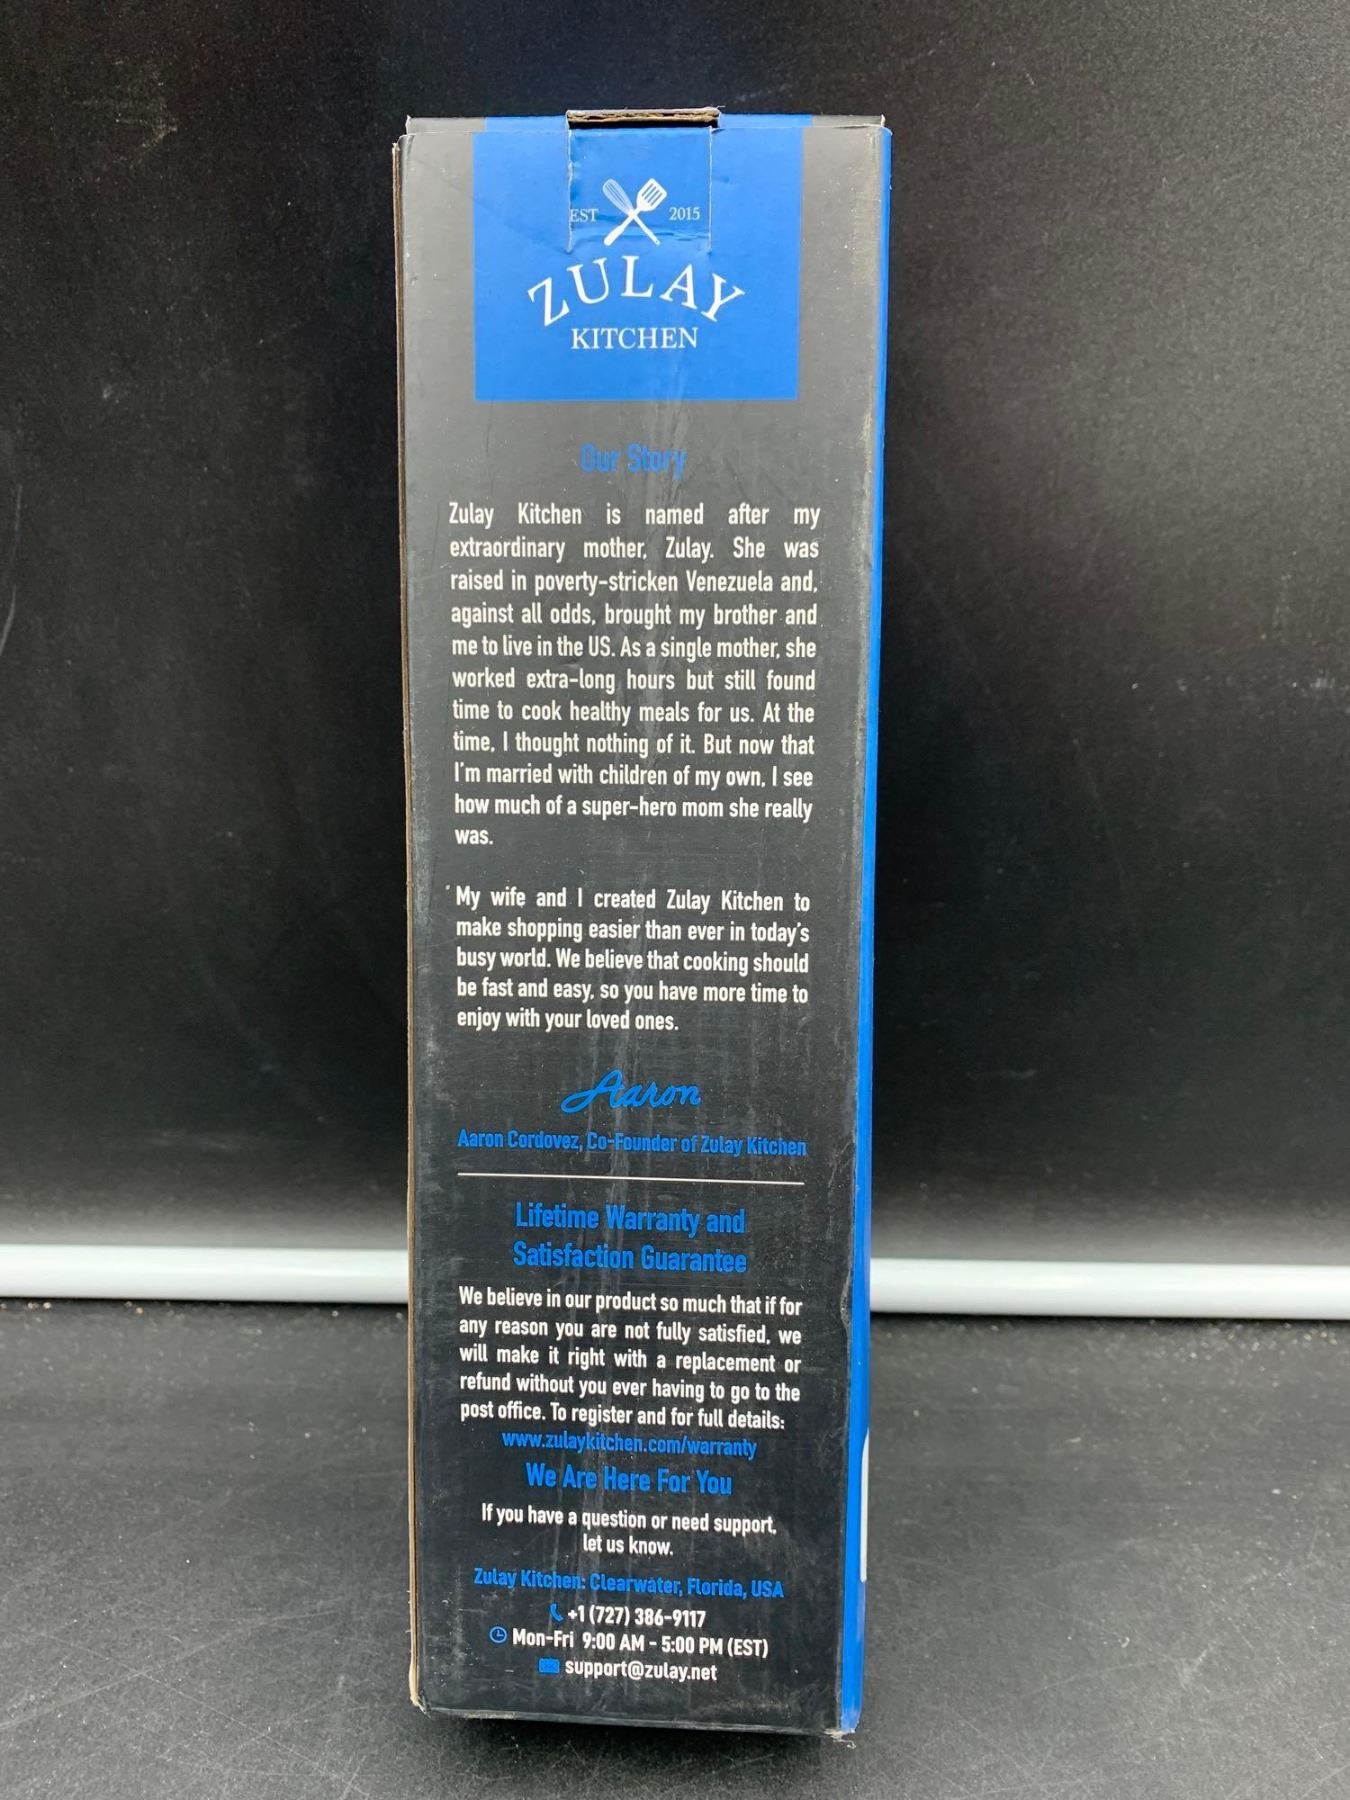 EST 2015
ZULAY
KITCHEN
Our Story
Zulay Kitchen is named after my
extraordinary mother, Zulay. She was
raised in poverty-stricken Venezuela and,
against all odds, brought my brother and
me to live in the US. As a single mother, she
worked extra-long hours but still found
time to cook healthy meals for us. At the
time, I thought nothing of it. But now that
I'm married with children of my own, I see
how much of a super-hero mom she really
was.
My wife and I created Zulay Kitchen to
make shopping easier than ever in today's
busy world. We believe that cooking should
be fast and easy, so you have more time to
enjoy with your loved ones.
Aaron
Aaron Cordovez, Co-Founder of Zulay Kitchen
Lifetime Warranty and
Satisfaction Guarantee
We believe in our product so much that if for
any reason you are not fully satisfied, we
will make it right with a replacement or
refund without you ever having to go to the
post office. To register and for full details:
www.zulaykitchen.com/warranty
We Are Here For You
If you have a question or need support,
let us know.
Zulay Kitchen: Clearwater, Florida, USA
+1 (727) 386-9117
Mon-Fri 9:00 AM - 5:00 PM (EST)
support@zulay.net